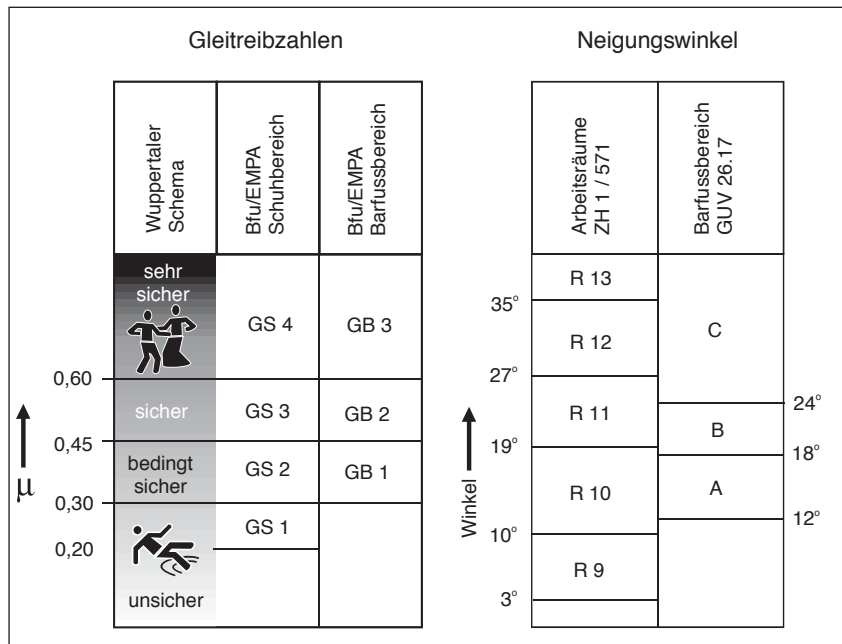 Gleitreibzahlen
Wuppertaler
Schema
Bfu/EMPA
Schuhbereich
Bfu/EMPA
Barfussbereich
sehr
sicher
GS 4
GB 3
0,60
sicher
GS 3
GB 2
0,45
bedingt
sicher
GS 2
GB 1
µ
0,30
GS 1
0,20
unsicher
Neigungswinkel
Arbeitsräume
ZH 1 / 571
Barfussbereich
GUV 26.17
R 13
35°
R 12
C
27°
24°
R 11
B
19°
18°
Winkel
R 10
A
12°
10°
R 9
3°